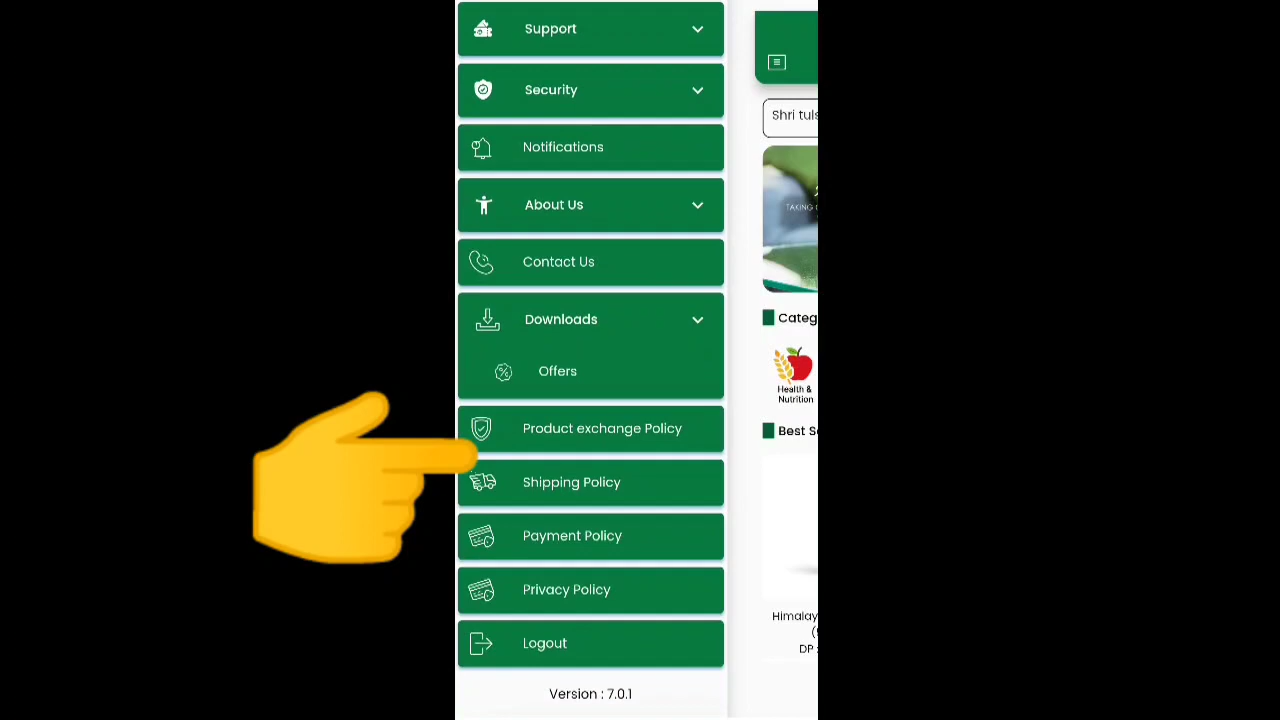 Support
Security
Notifications
About Us
Contact Us
Downloads
Offers
Product exchange Policy
Shipping Policy
Payment Policy
Privacy Policy
Logout
Version : 7.0.1
Shri tuls
TAKING
Categ
Health &
Nutrition
Best S
Himalay
DP :